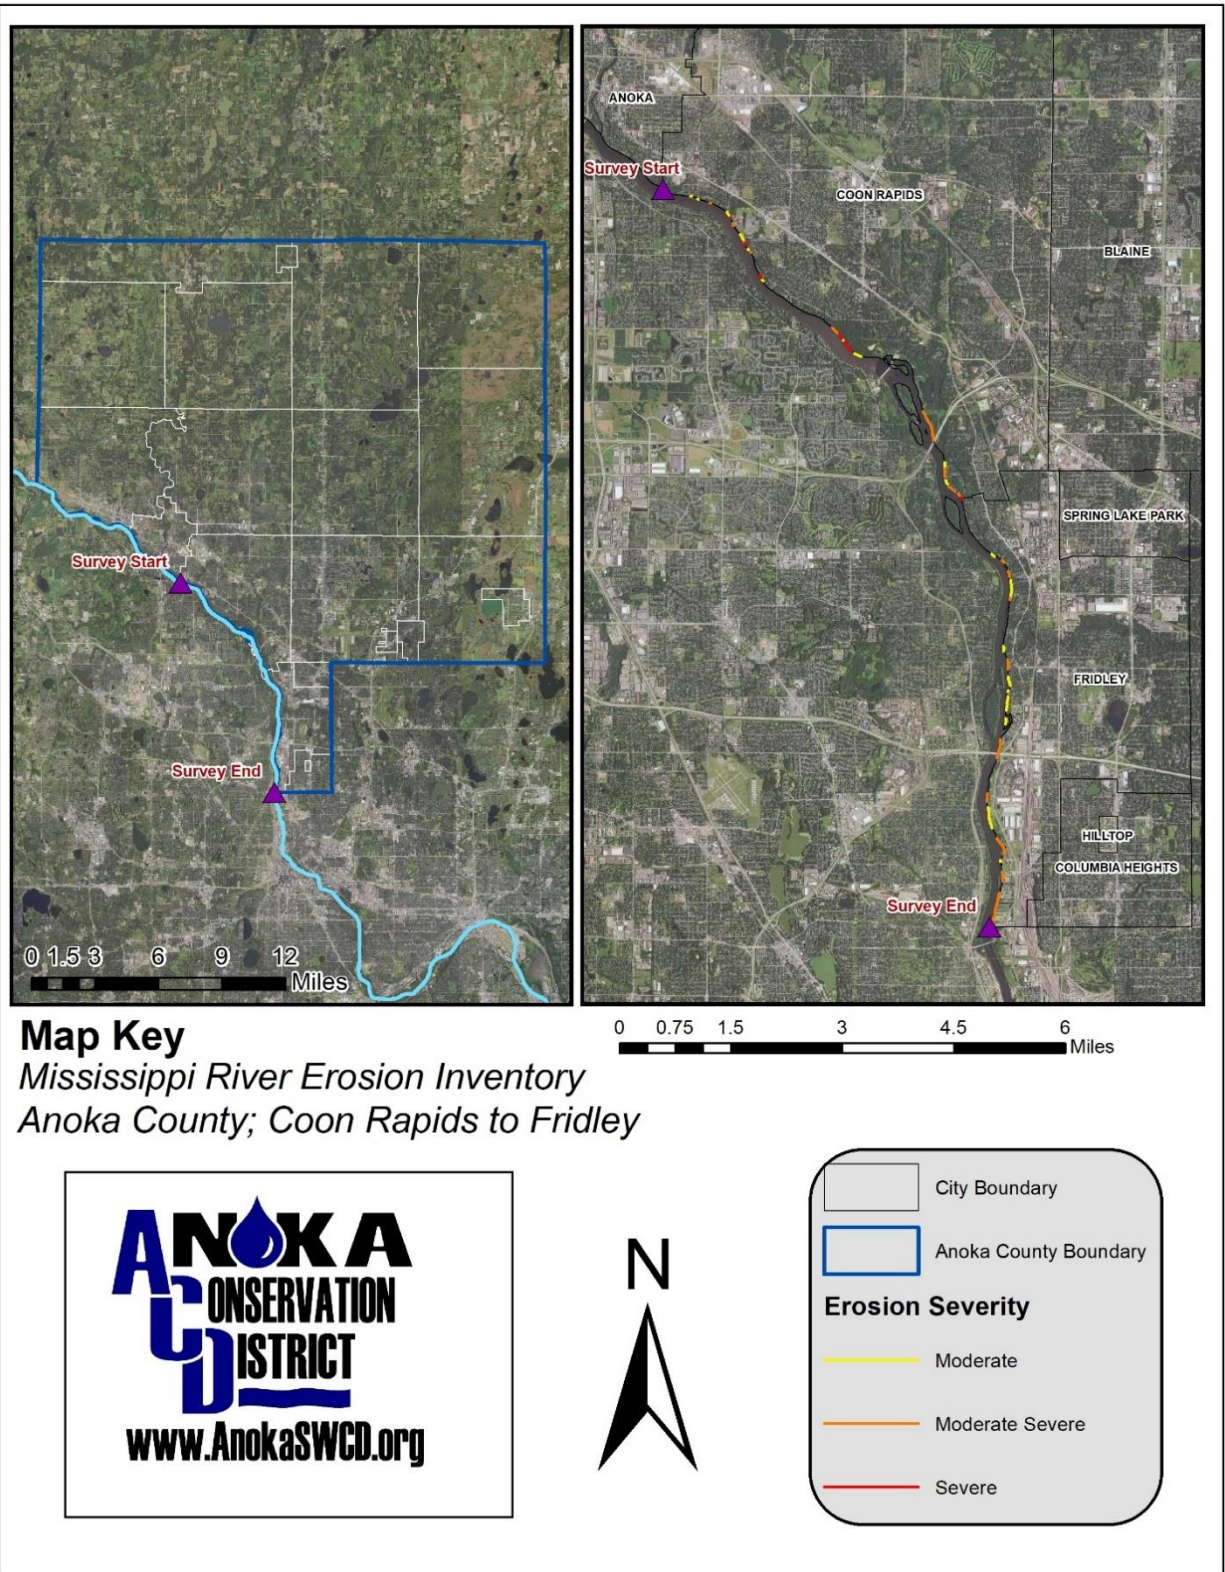 Survey Start
Survey End
0 1.5 3 6 9 12
Miles
ANOKA
Survey Start
COON RAPIDS
BLAINE
SPRING LAKE PARK
FRIDLEY
HILLTOP
COLUMBIA HEIGHTS
Survey End
0 0.75 1.5 3 4.5 6
Miles
Map Key
Mississippi River Erosion Inventory
Anoka County; Coon Rapids to Fridley
ANOKA
CONSERVATION
DISTRICT
www.AnokaSWCD.org
N
City Boundary
Anoka County Boundary
Erosion Severity
Moderate
Moderate Severe
Severe